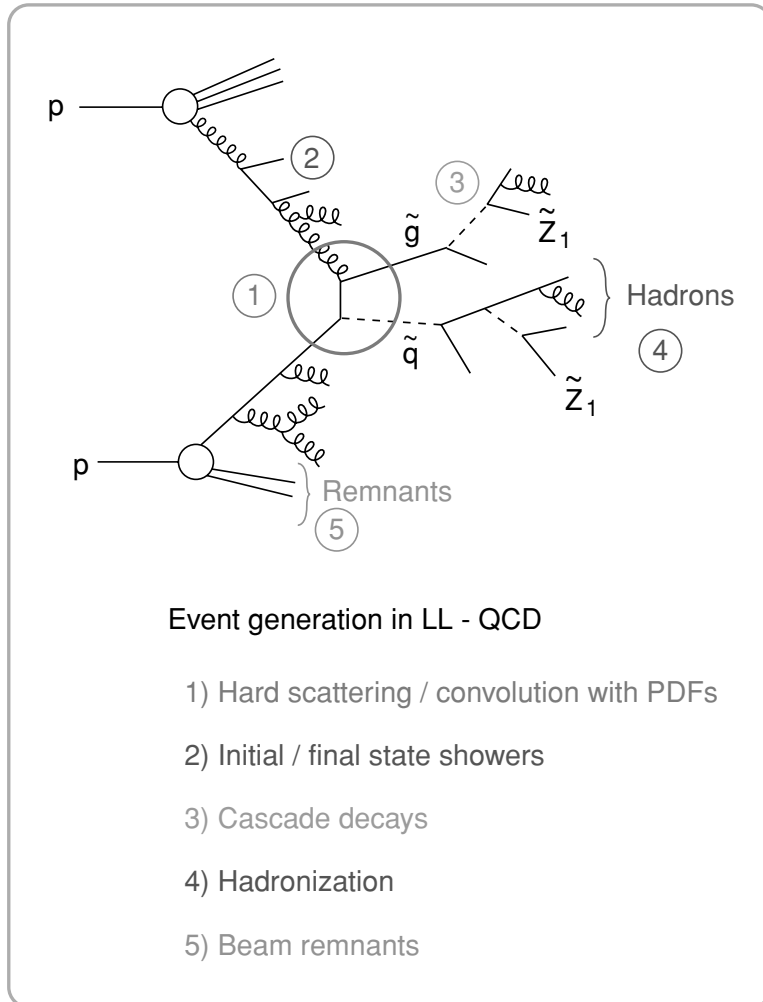 p
2
3
g̃
Z̃1
1
Hadrons
4
q̃
Z̃1
p
Remnants
5
Event generation in LL - QCD
1) Hard scattering / convolution with PDFs
2) Initial / final state showers
3) Cascade decays
4) Hadronization
5) Beam remnants